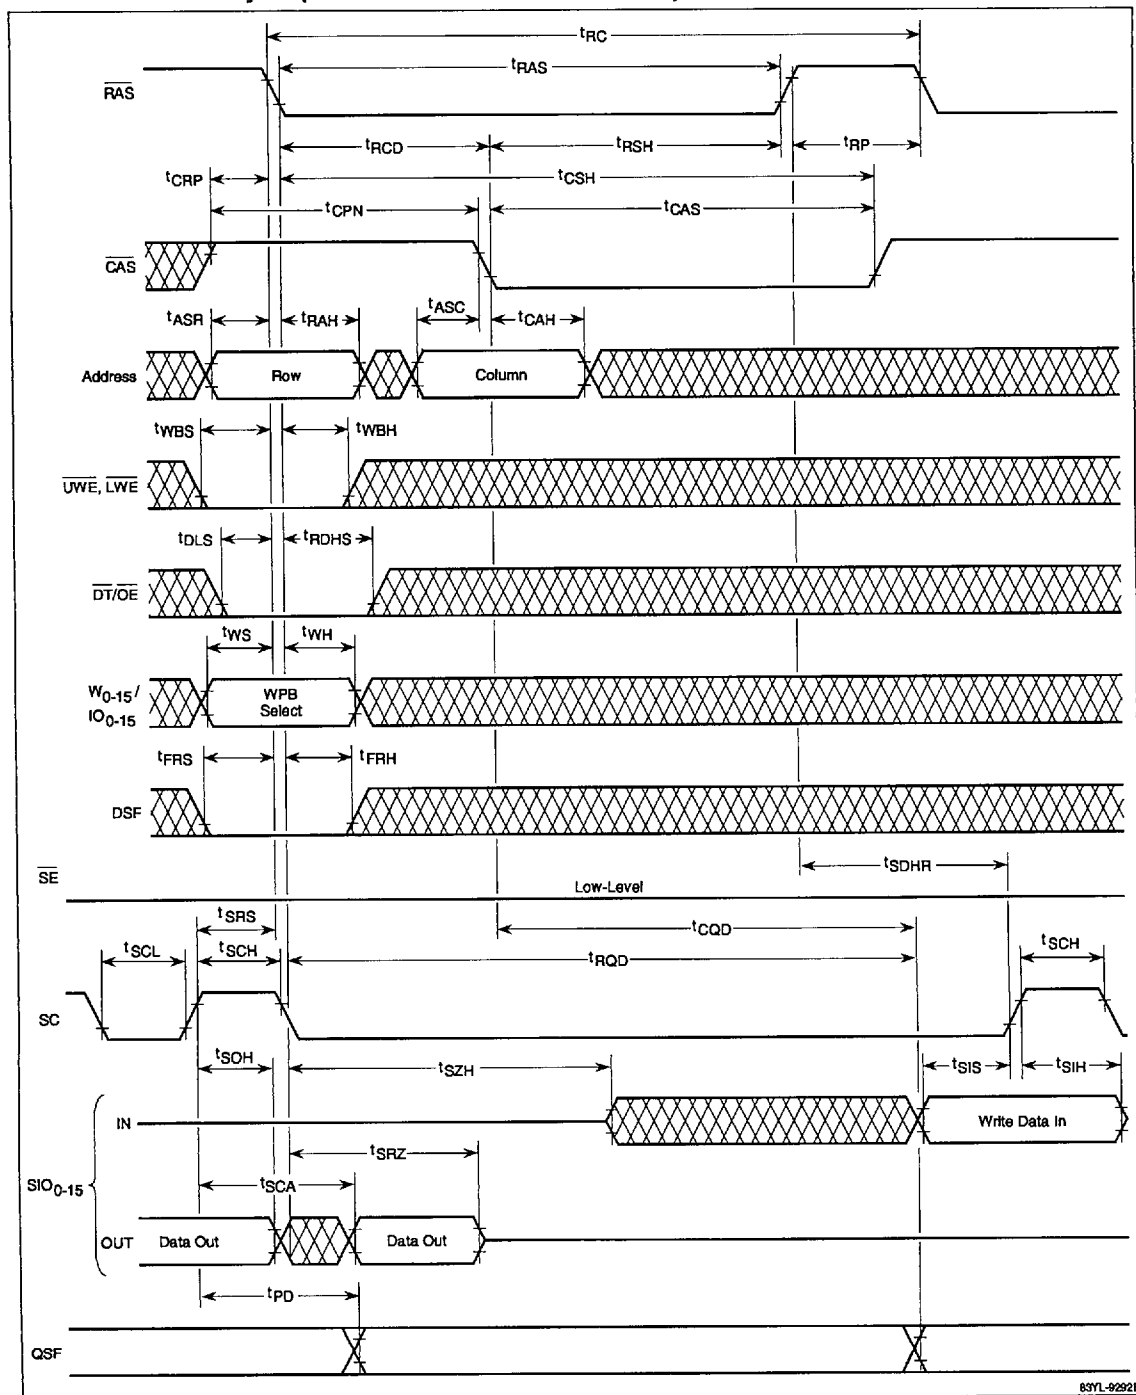 tRC
RAS
tRAS
tRCD
tRSH
tRP
tCRP
tCSH
tCPN
tCAS
CAS
tASR
tRAH
tASC
tCAH
Address
Row
Column
tWBS
tWBH
UWE, LWE
tDLS
tRDHS
DT/OE
tWS
tWH
W0-15/
IO0-15
WPB
Select
tFRS
tFRH
DSF
tSDHR
SE
Low-Level
tSRS
tCQD
tSCL
tSCH
tRQD
tSCH
SC
tSOH
tSZH
tSIS
tSIH
IN
Write Data In
tSRZ
SIO0-15
tSCA
OUT
Data Out
Data Out
tPD
QSF